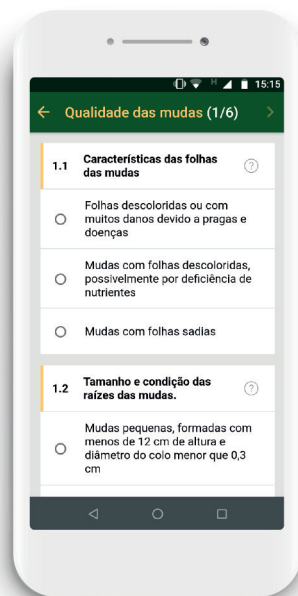 H 15:15
Qualidade das mudas (1/6)
1.1 Características das folhas
das mudas
?
Folhas descoloridas ou com
muitos danos devido a pragas e
doenças
Mudas com folhas descoloridas,
possivelmente por deficiência de
nutrientes
Mudas com folhas sadias
1.2 Tamanho e condição das
raízes das mudas.
?
Mudas pequenas, formadas com
menos de 12 cm de altura e
diâmetro do colo menor que 0,3
cm